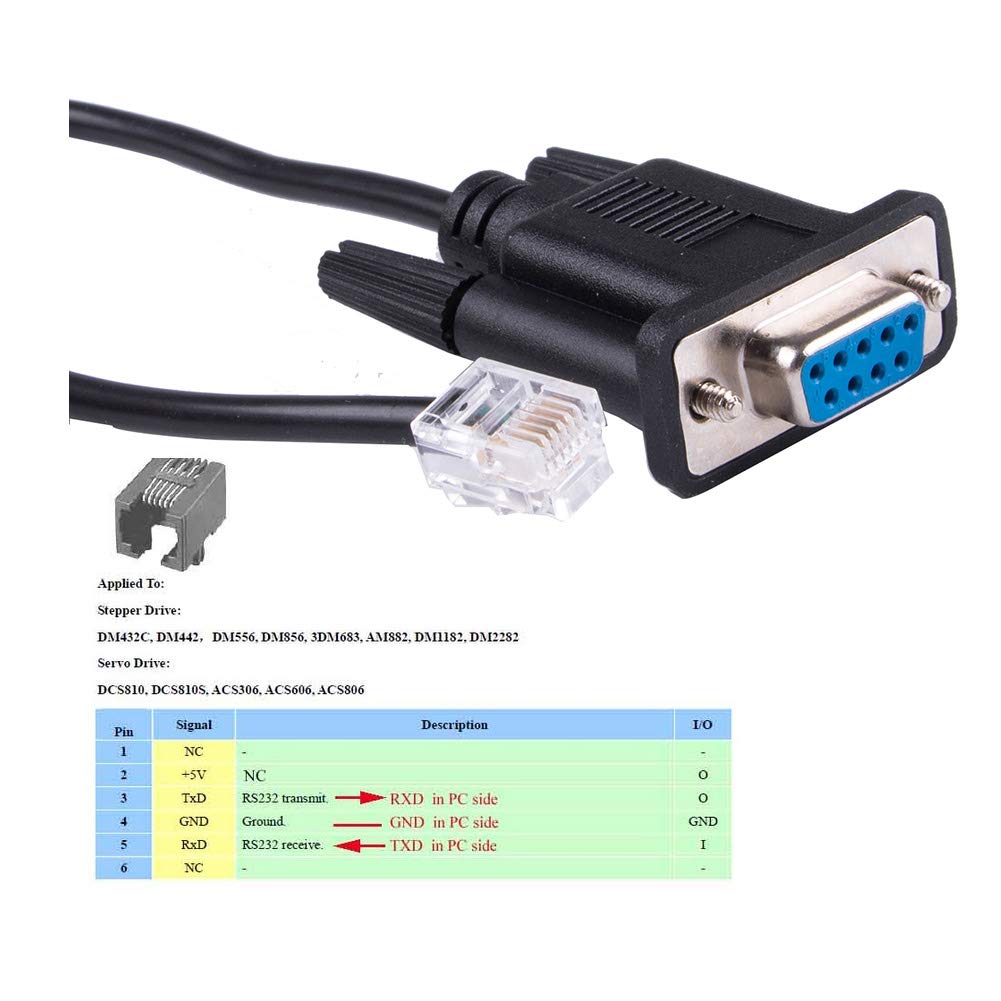 Applied To:
Stepper Drive:
DM432C, DM442，DM556, DM856, 3DM683, AM882, DM1182, DM2282
Servo Drive:
DCS810, DCS810S, ACS306, ACS606, ACS806
Pin Signal Description I/O
1 NC - -
2 +5V NC O
3 TxD RS232 transmit. RXD in PC side O
4 GND Ground. GND in PC side GND
5 RxD RS232 receive. TXD in PC side I
6 NC - -